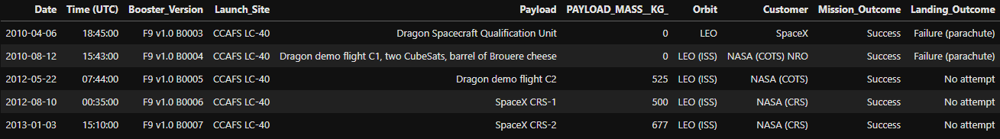 Date Time (UTC) Booster_Version Launch_Site Payload PAYLOAD_MASS__KG_ Orbit Customer Mission_Outcome Landing_Outcome
2010-04-06 18:45:00 F9 v1.0 B0003 CCAFS LC-40 Dragon Spacecraft Qualification Unit 0 LEO SpaceX Success Failure (parachute)
2010-08-12 15:43:00 F9 v1.0 B0004 CCAFS LC-40 Dragon demo flight C1, two CubeSats, barrel of Brouere cheese 0 LEO (ISS) NASA (COTS) NRO Success Failure (parachute)
2012-05-22 07:44:00 F9 v1.0 B0005 CCAFS LC-40 Dragon demo flight C2 525 LEO (ISS) NASA (COTS) Success No attempt
2012-08-10 00:35:00 F9 v1.0 B0006 CCAFS LC-40 SpaceX CRS-1 500 LEO (ISS) NASA (CRS) Success No attempt
2013-01-03 15:10:00 F9 v1.0 B0007 CCAFS LC-40 SpaceX CRS-2 677 LEO (ISS) NASA (CRS) Success No attempt